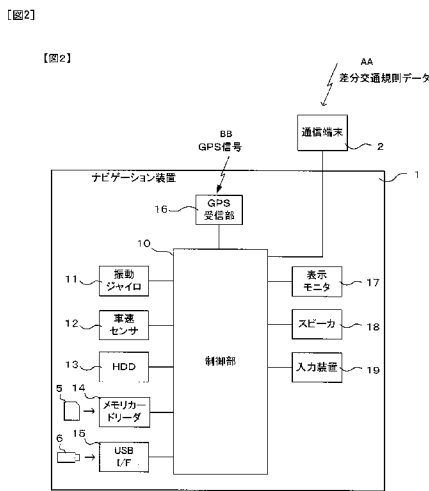 [図2]
【図2】
AA
差分交通規則データ
BB
GPS信号
通信端末
2
ナビゲーション装置
1
16
GPS
受信部
10
11
振動
ジャイロ
12
車速
センサ
13
HDD
5
14
メモリカー
ドリーダ
6
15
USB
I/F
制御部
表示
モニタ
17
スピーカ
18
入力装置
19